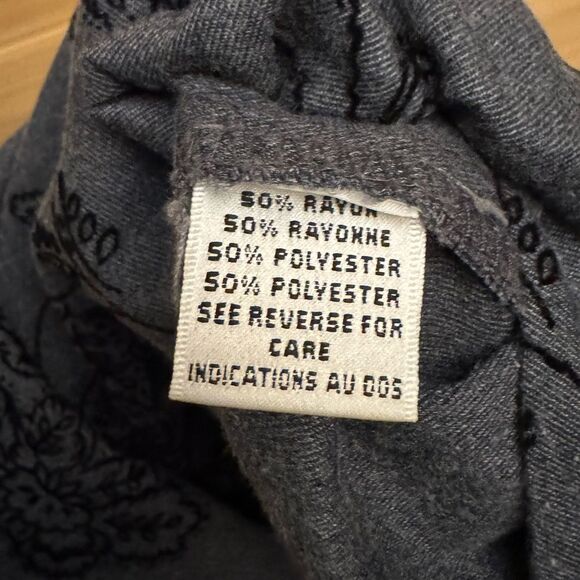 50% RAYON
50% RAYONNE
50% POLYESTER
50% POLYESTER
SEE REVERSE FOR
CARE
INDICATIONS AU DOS